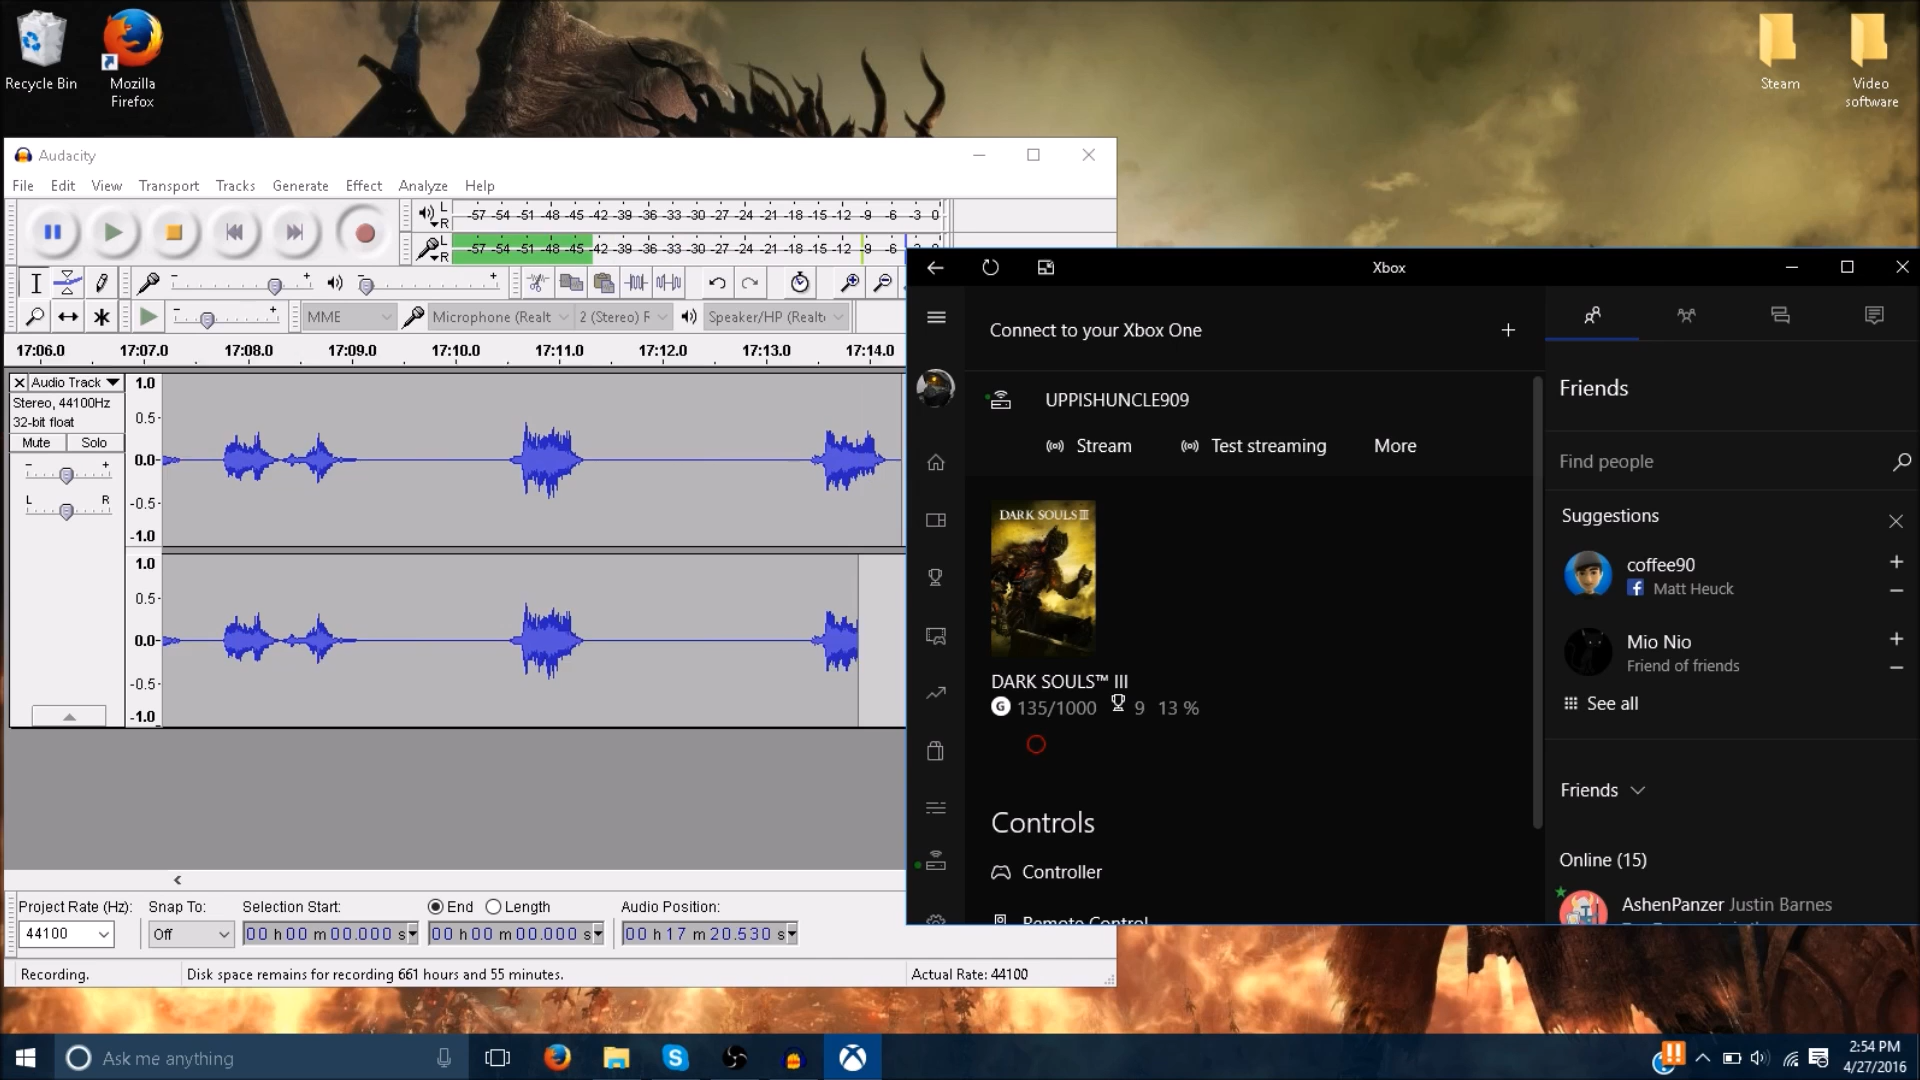 Recycle Bin
Mozilla
Firefox
Steam
Video
software
Audacity
File Edit View Transport Tracks Generate Effect Analyze Help
L
R
-57 -54 -51 -48 -45 -42 -39 -36 -33 -30 -27 -24 -21 -18 -15 -12 -9 -6 -3 0
L
R
-57 -54 -51 -48 -45 -42 -39 -36 -33 -30 -27 -24 -21 -18 -15 -12 -9 -6
MME Microphone (Realt 2 (Stereo) R Speaker/HP (Realt
17:06.0 17:07.0 17:08.0 17:09.0 17:10.0 17:11.0 17:12.0 17:13.0 17:14.0
Audio Track
Stereo, 44100Hz
32-bit float
Mute Solo
- +
L R
1.0
0.5
0.0
-0.5
-1.0
1.0
0.5
0.0
-0.5
-1.0
Project Rate (Hz): Snap To: Selection Start: End Length Audio Position:
44100 Off 00 h 00 m 00.000 s 00 h 00 m 00.000 s 00 h 17 m 20.530 s
Recording. Disk space remains for recording 661 hours and 55 minutes. Actual Rate: 44100
Xbox
Connect to your Xbox One
UPPISHUNCLE909
Stream Test streaming More
DARK SOULS III
DARK SOULS™ III
G 135/1000 9 13 %
Controls
Controller
Remote Control
Friends
Find people
Suggestions
coffee90
f Matt Heuck
Mio Nio
Friend of friends
See all
Friends
Online (15)
AshenPanzer Justin Barnes
Ask me anything
2:54 PM
4/27/2016